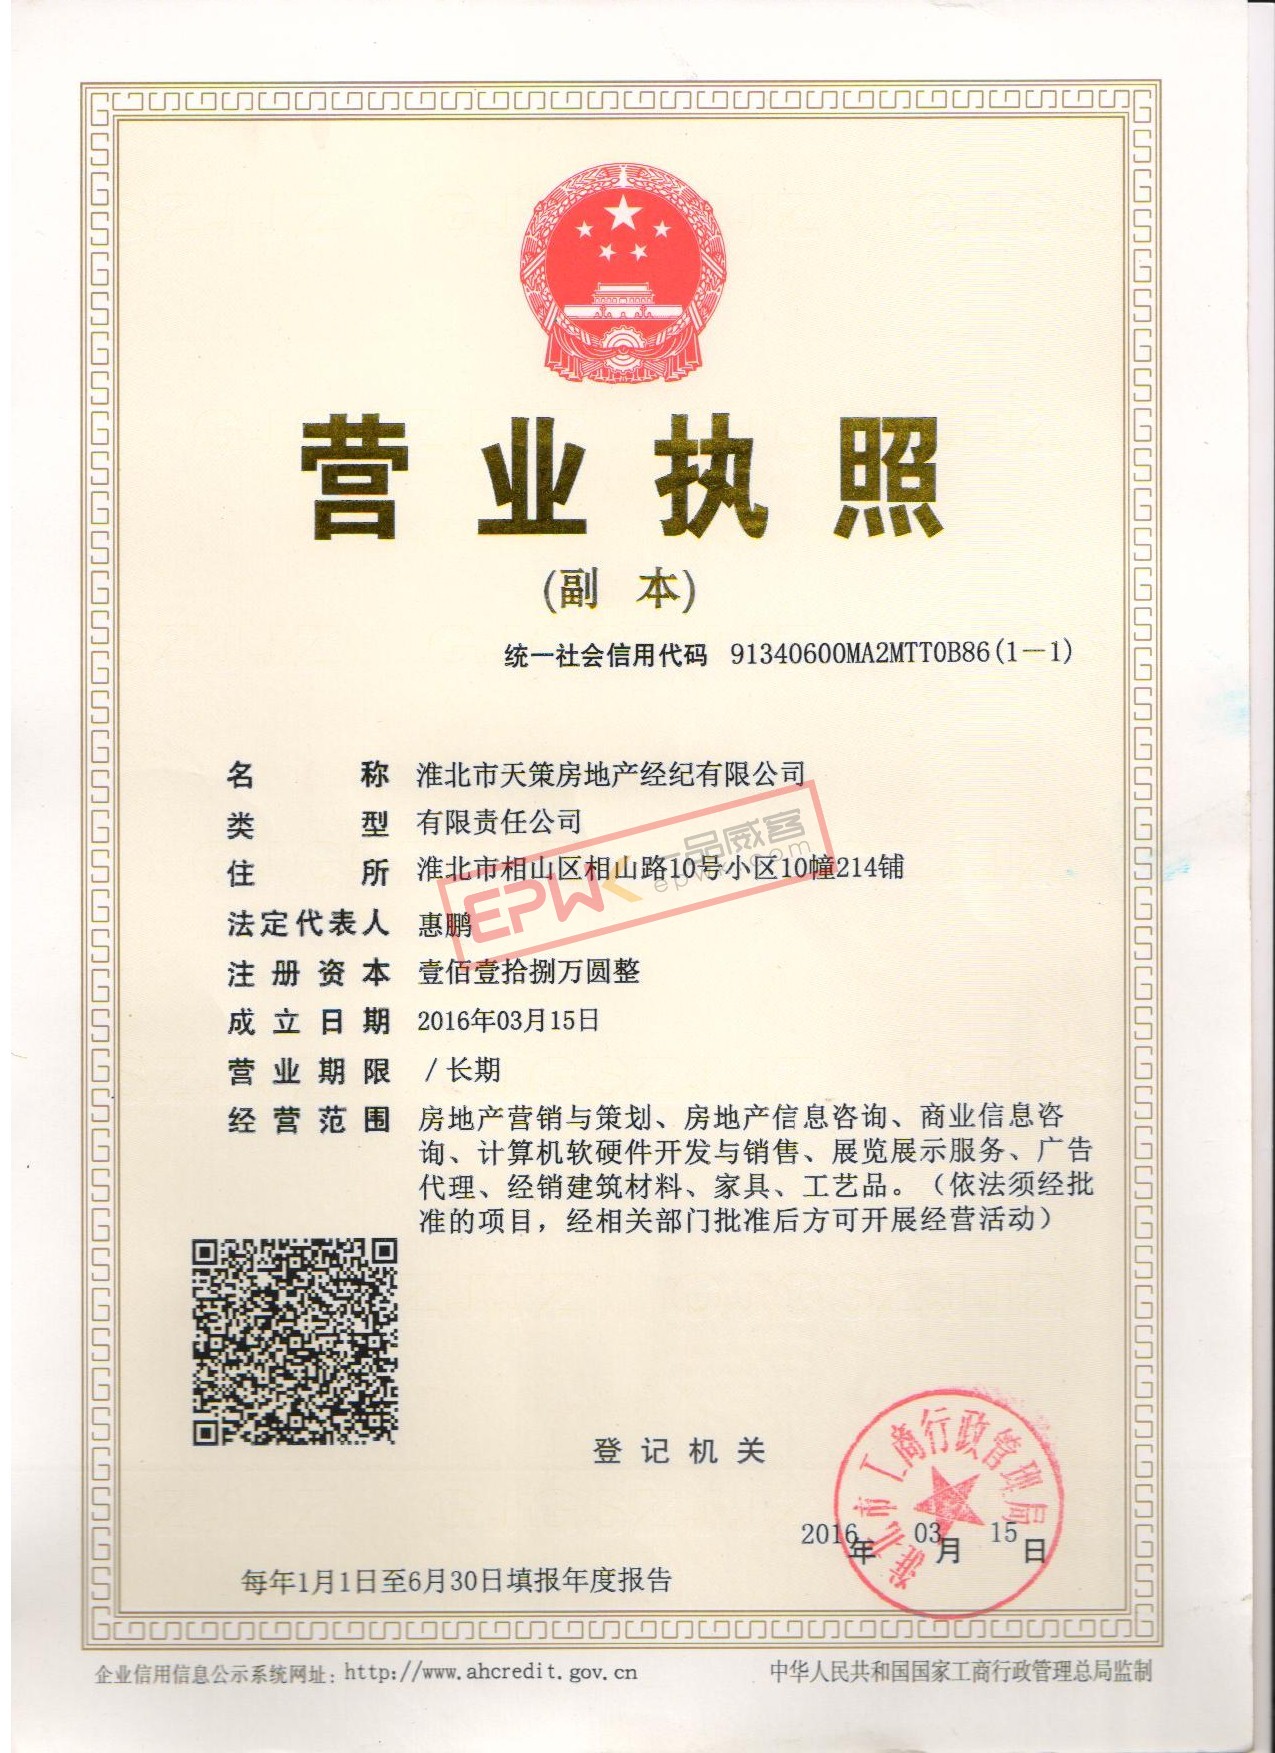 营业执照
(副 本)
统一社会信用代码 91340600MA2MTT0B86(1-1)
名 称 淮北市天策房地产经纪有限公司
类 型 有限责任公司
住 所 淮北市相山区相山路10号小区10幢214铺
法定代表人 惠鹏
注册资本 壹佰壹拾捌万圆整
成立日期 2016年03月15日
营业期限 /长期
经营范围 房地产营销与策划、房地产信息咨询、商业信息咨
询、计算机软硬件开发与销售、展览展示服务、广告
代理、经销建筑材料、家具、工艺品。（依法须经批
准的项目，经相关部门批准后方可开展经营活动）
EPWK 一品威客
epwk.com
登记机关
淮北市工商行政管理局
2016年03月15日
每年1月1日至6月30日填报年度报告
企业信用信息公示系统网址：http://www.ahcredit.gov.cn
中华人民共和国国家工商行政管理总局监制